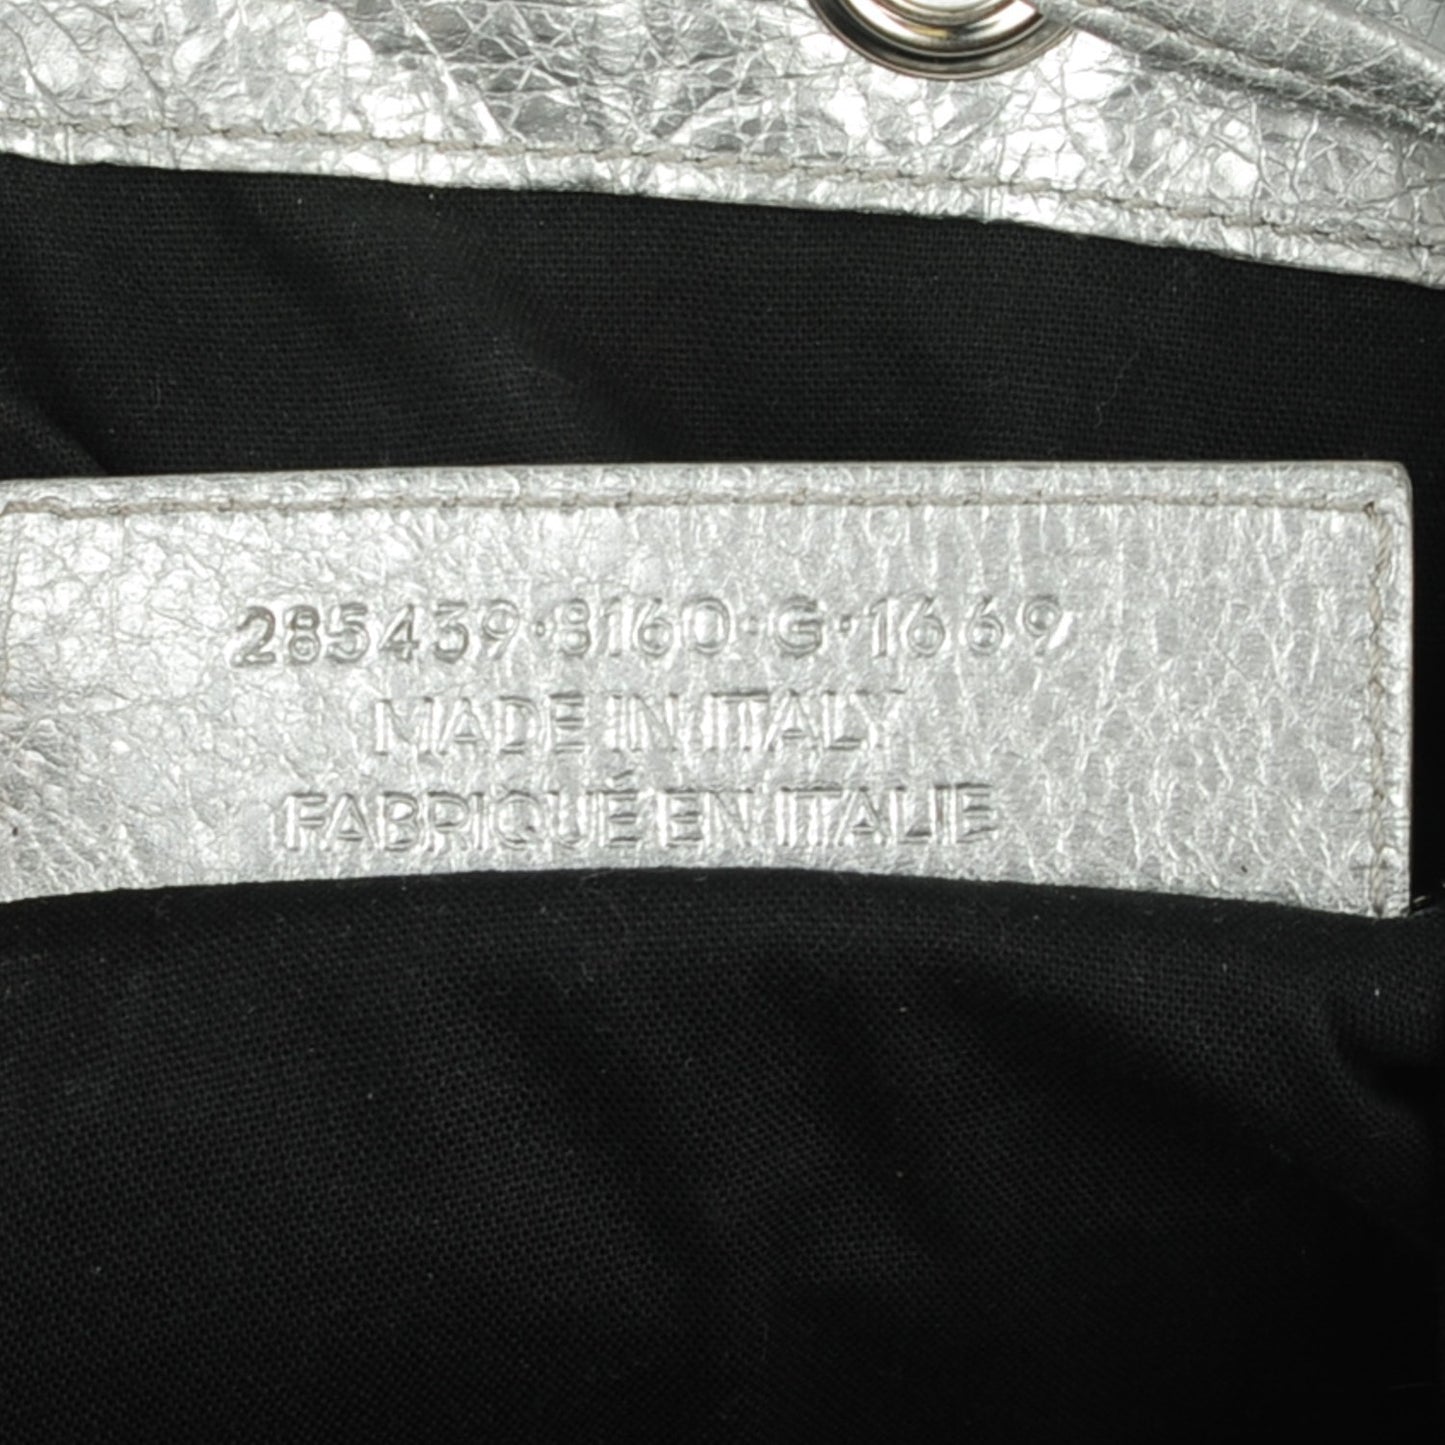 285439·8160·G·1669
MADE IN ITALY
FABRIQUÉ EN ITALIE